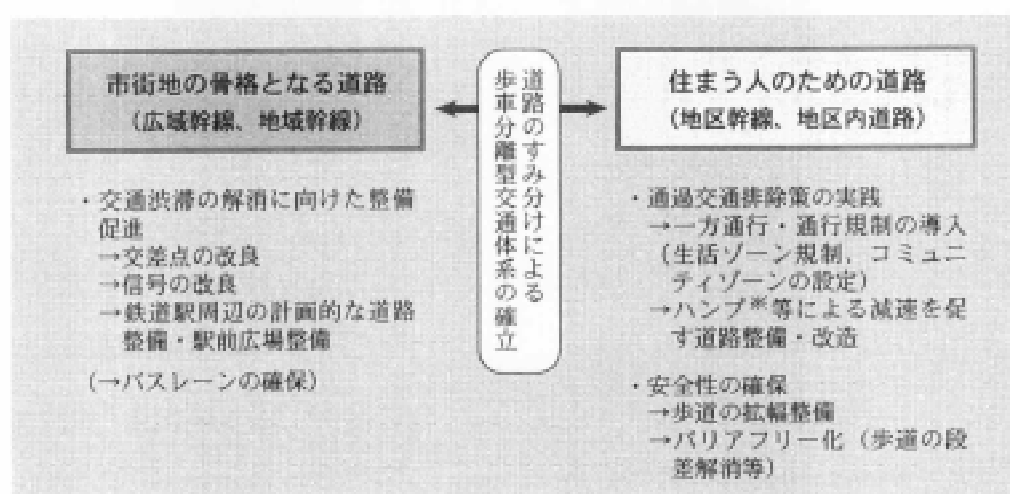 市街地の骨格となる道路
（広域幹線、地域幹線）
・交通渋滞の解消に向けた整備
促進
→交差点の改良
→信号の改良
→鉄道駅周辺の計画的な道路
整備・駅前広場整備
（→バスレーンの確保）
道路のすみ分けによる
歩車分離型交通体系の確立
住まう人のための道路
（地区幹線、地区内道路）
・通過交通排除策の実践
→一方通行・通行規制の導入
（生活ゾーン規制、コミュニ
ティゾーンの設定）
→ハンプ※等による減速を促
す道路整備・改造
・安全性の確保
→歩道の拡幅整備
→バリアフリー化（歩道の段
差解消等）